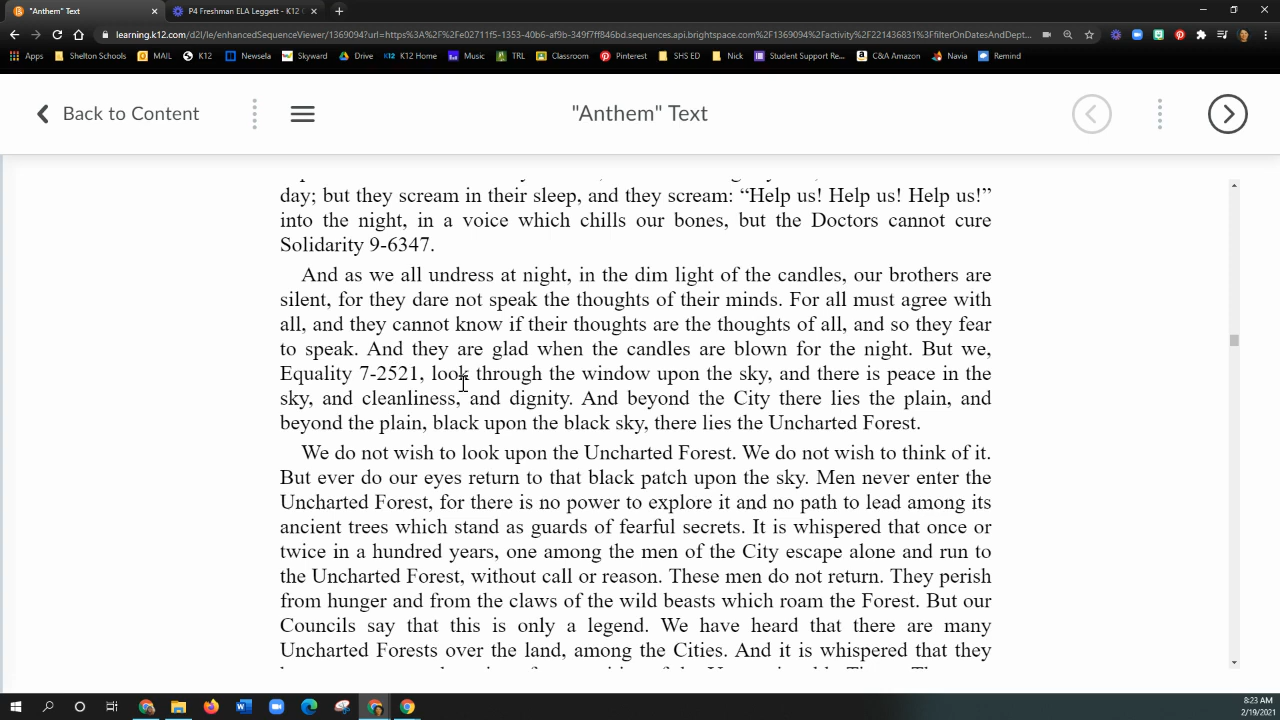 "Anthem" Text
P4 Freshman ELA Leggett - K12
learning.k12.com/d2l/le/enhancedSequenceViewer/1369094?url=https%3A%2F%2Fe02711f5-1353-40b6-af9b-349f7ff846bd.sequences.api.brightspace.com%2F1369094%2Factivity%2F221436831%3FfilterOnDatesAndDept...
Apps Shelton Schools MAIL K12 Newsela Skyward Drive K12 Home Music TRL Classroom Pinterest SHS ED Nick Student Support Re... C&A Amazon Navia Remind
Back to Content
"Anthem" Text
day; but they scream in their sleep, and they scream: “Help us! Help us! Help us!”
into the night, in a voice which chills our bones, but the Doctors cannot cure
Solidarity 9-6347.
And as we all undress at night, in the dim light of the candles, our brothers are
silent, for they dare not speak the thoughts of their minds. For all must agree with
all, and they cannot know if their thoughts are the thoughts of all, and so they fear
to speak. And they are glad when the candles are blown for the night. But we,
Equality 7-2521, look through the window upon the sky, and there is peace in the
sky, and cleanliness, and dignity. And beyond the City there lies the plain, and
beyond the plain, black upon the black sky, there lies the Uncharted Forest.
We do not wish to look upon the Uncharted Forest. We do not wish to think of it.
But ever do our eyes return to that black patch upon the sky. Men never enter the
Uncharted Forest, for there is no power to explore it and no path to lead among its
ancient trees which stand as guards of fearful secrets. It is whispered that once or
twice in a hundred years, one among the men of the City escape alone and run to
the Uncharted Forest, without call or reason. These men do not return. They perish
from hunger and from the claws of the wild beasts which roam the Forest. But our
Councils say that this is only a legend. We have heard that there are many
Uncharted Forests over the land, among the Cities. And it is whispered that they
8:23 AM
2/19/2021